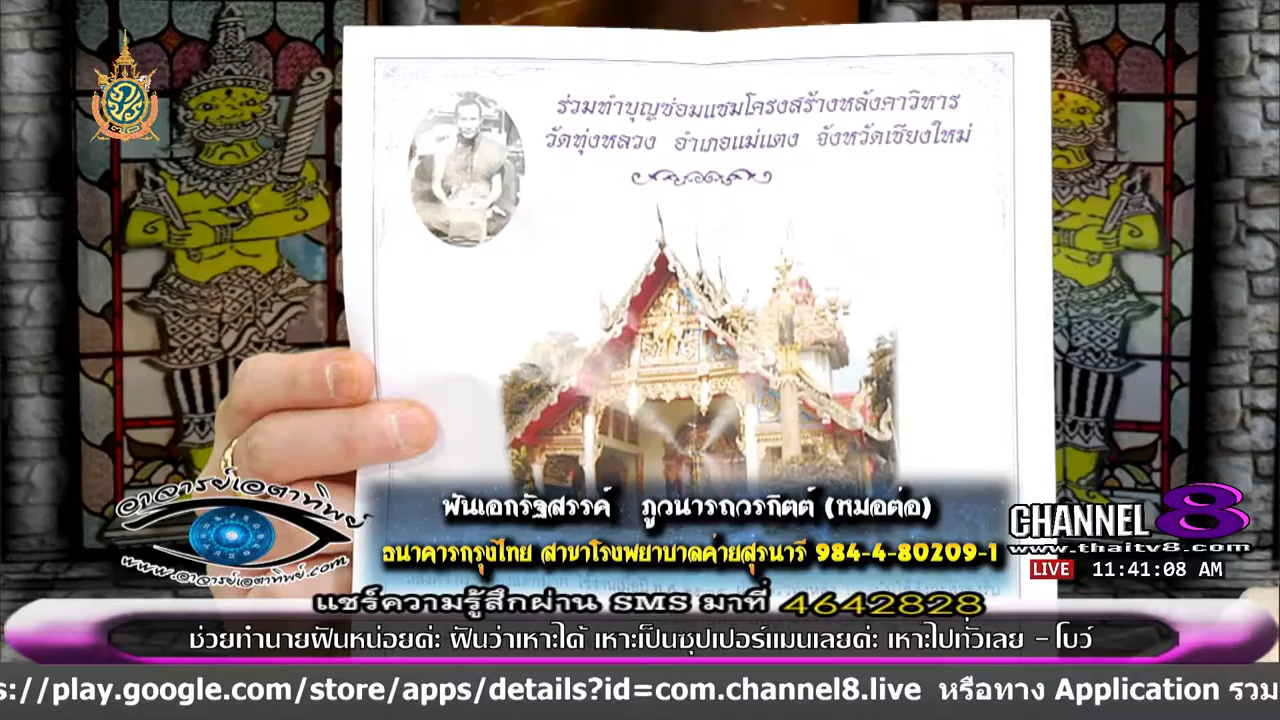 ร่วมทำบุญซ่อมแซมโครงสร้างหลังคาวิหาร
วัดทุ่งหลวง อำเภอแม่แตง จังหวัดเชียงใหม่
อาจารย์เอตาทิพย์
www.อาจารย์เอตาทิพย์.com
พันเอกรัฐสรรค์ ภูวนารถวรกิตต์ (หมอต่อ)
ธนาคารกรุงไทย สาขาโรงพยาบาลค่ายสุรนารี 984-4-80209-1
CHANNEL 8
www.thaitv8.com
LIVE 11:41:08 AM
แชร์ความรู้สึกผ่าน SMS มาที่ 4642828
ช่วยทำนายฝันหน่อยค่ะ ฝันว่าเหาะได้ เหาะเป็นซุปเปอร์แมนเลยค่ะ เหาะไปทั่วเลย - โบว์
s://play.google.com/store/apps/details?id=com.channel8.live หรือทาง Application รวม